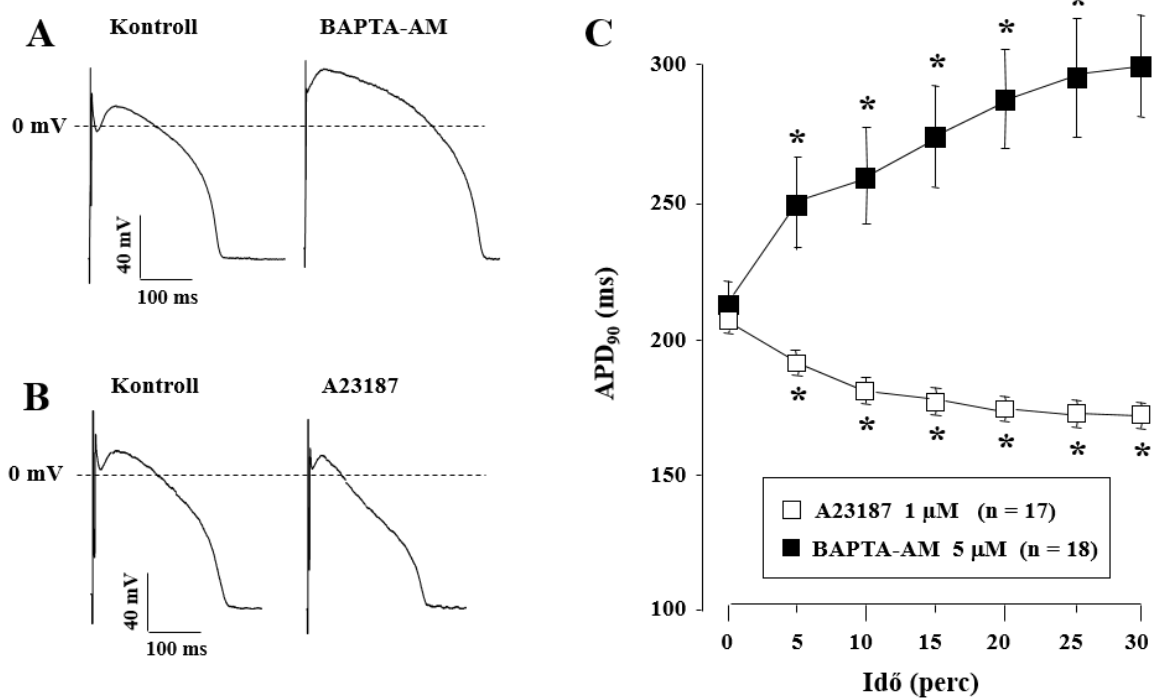 A
Kontroll
BAPTA-AM
0 mV
40 mV
100 ms
B
Kontroll
A23187
0 mV
40 mV
100 ms
C
APD90 (ms)
300
250
200
150
100
* * * * *
* * * * * *
A23187 1 µM (n = 17)
BAPTA-AM 5 µM (n = 18)
0 5 10 15 20 25 30
Idő (perc)